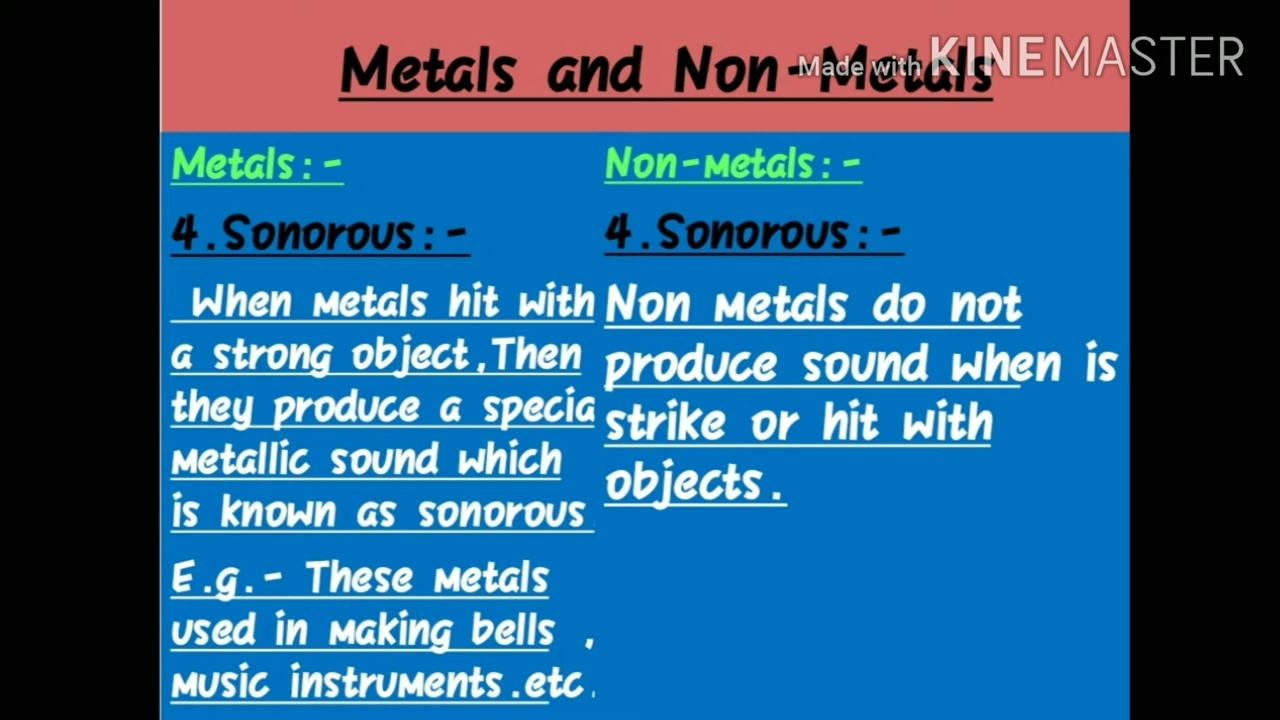 Metals and Non-Metals
Made with KINEMASTER
Metals:-
4.Sonorous:-
When metals hit with
a strong object,Then
they produce a specia
metallic sound which
is known as sonorous.
E.g.- These metals
used in making bells ,
music instruments.etc.
Non-metals:-
4.Sonorous:-
Non metals do not
produce sound when is
strike or hit with
objects.